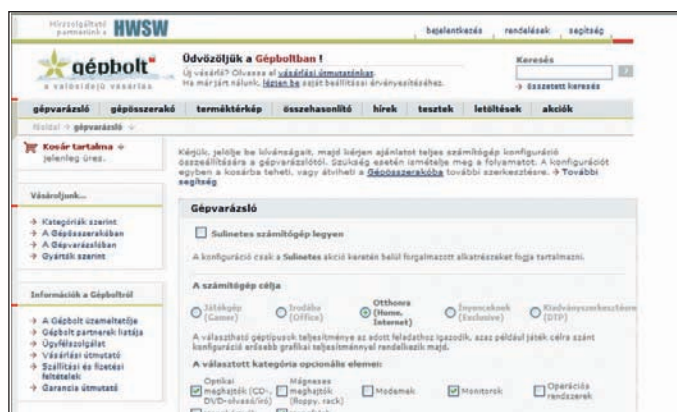 Hírszolgáltató
partnerünk a HWSW
bejelentkezés rendelések segítség
gépbolt
a valósidejű vásárlás
Üdvözöljük a Gépboltban !
Új vásárló? Olvassa el vásárlási útmutatónkat.
Ha már járt nálunk, lépjen be saját beállításai érvényesítéséhez.
Keresés
összetett keresés
gépvarázsló gépösszerakó terméktérkép összehasonlító hírek tesztek letöltések akciók
főoldal → gépvarázsló
Kosár tartalma
jelenleg üres.
Kérjük, jelölje be kívánságait, majd kérjen ajánlatot teljes számítógép konfiguráció
összeállítására a gépvarázslótól. Szükség esetén ismételje meg a folyamatot. A konfigurációt
egyben a kosárba teheti, vagy átviheti a Gépösszerakóba további szerkesztésre. → További
segítség
Vásároljunk...
→ Kategóriák szerint
→ A Gépösszerakóban
→ A Gépvarázslóban
→ Gyártók szerint
Gépvarázsló
Sulinetes számítógép legyen
A konfiguráció csak a Sulinetes akció keretén belül forgalmazott alkatrészeket fogja tartalmazni.
Információk a Gépboltról
→ A Gépbolt üzemeltetője
→ Gépbolt partnerek listája
→ Ügyfélszolgálat
→ Vásárlási útmutató
→ Szállítási és fizetési
feltételek
→ Garancia útmutató
A számítógép célja
Játékgép
(Gamer)
Irodába
(Office)
Otthonra
(Home,
Internet)
Ínyenceknek
(Exclusive)
Kiadványszerkesztésre
(DTP)
A választható géptípusok teljesítménye az adott feladathoz igazodik, azaz például játék célra szánt
konfiguráció erősebb grafikai teljesítménnyel rendelkezik majd.
A választott kategória opcionális elemei:
Optikai
meghajtók (CD-,
DVD-olvasó/író)
Mágneses
meghajtók
(floppy, rack)
Modemek
Monitorok
Operációs
rendszerek